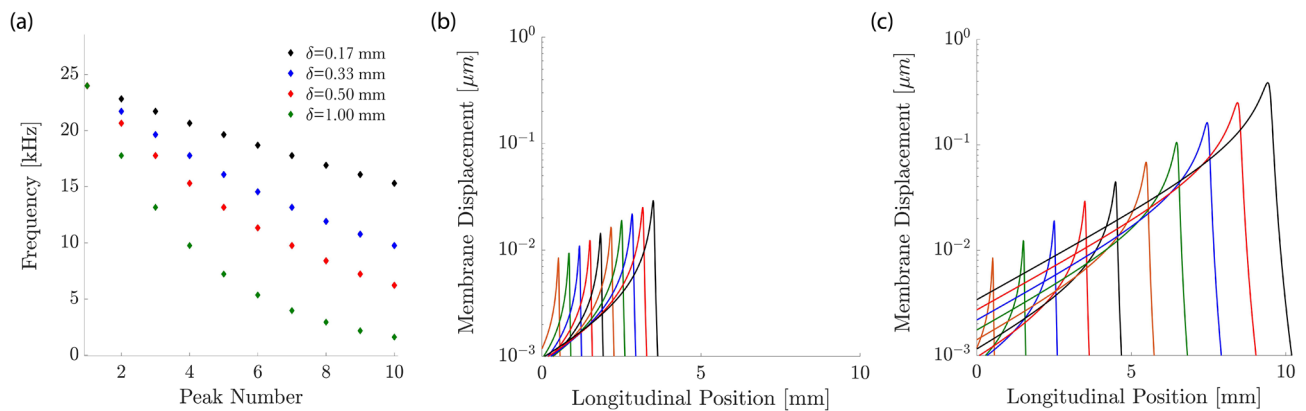 (a)
δ=0.17 mm
δ=0.33 mm
δ=0.50 mm
δ=1.00 mm
25
20
15
10
5
0
2
4
6
8
10
Frequency [kHz]
Peak Number
(b)
10⁰
10⁻¹
10⁻²
10⁻³
0
5
10
Membrane Displacement [μm]
Longitudinal Position [mm]
(c)
10⁰
10⁻¹
10⁻²
10⁻³
0
5
10
Membrane Displacement [μm]
Longitudinal Position [mm]